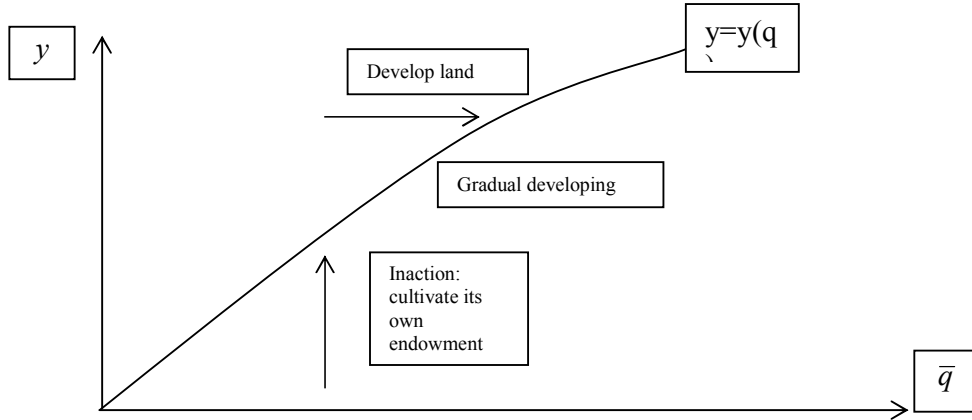 y
y=y(q
)
Develop land
Gradual developing
Inaction:
cultivate its
own
endowment
q̄